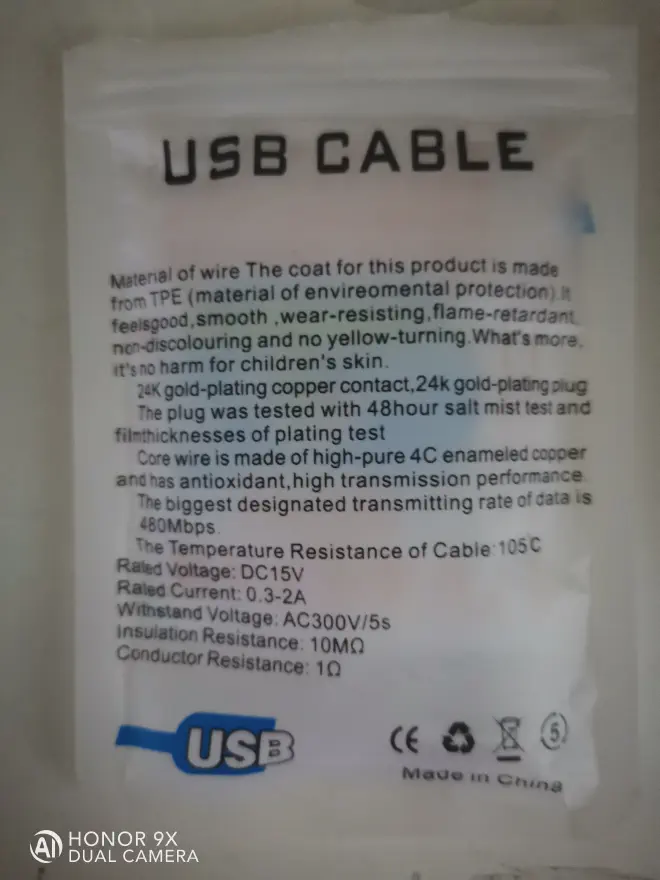 USB CABLE
Material of wire The coat for this product is made
from TPE (material of envireomental protection).It
feelsgood,smooth ,wear-resisting,flame-retardant,
non-discolouring and no yellow-turning.What's more,
it's no harm for children's skin.
24K gold-plating copper contact,24k gold-plating plug
The plug was tested with 48hour salt mist test and
filmthicknesses of plating test
Core wire is made of high-pure 4C enameled copper
and has antioxidant,high transmission performance.
The biggest designated transmitting rate of data is
480Mbps.
The Temperature Resistance of Cable:105C
Raled Voltage: DC15V
Raled Current: 0.3-2A
Withstand Voltage: AC300V/5s
Insulation Resistance: 10MΩ
Conductor Resistance: 1Ω
USB
CE 5
Made in China
AI HONOR 9X
DUAL CAMERA